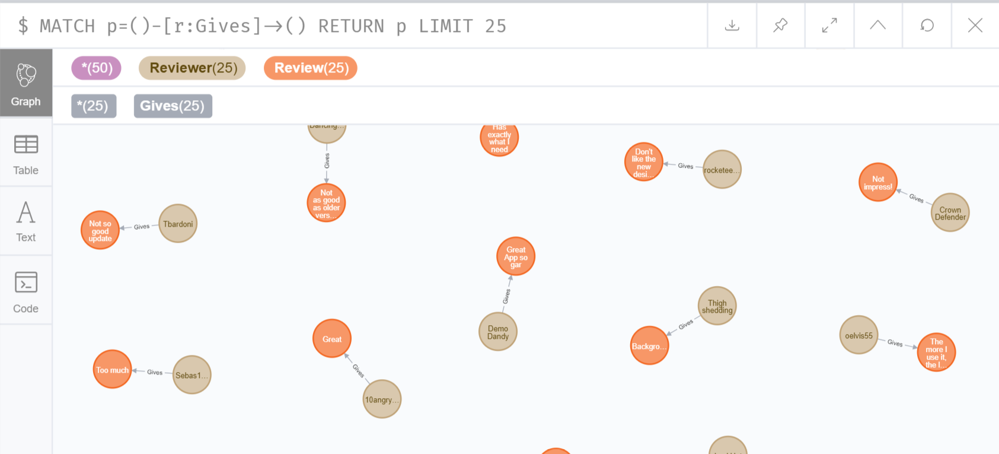 $ MATCH p=()-[r:Gives]→() RETURN p LIMIT 25
*(50) Reviewer(25) Review(25)
*(25) Gives(25)
Graph
Table
Text
Code
Dancing...
Gives
Not
as good
as older
vers...
Has
exactly
what I
need
Don't
like the
new
desi...
Gives
rocketee...
Not
impress!
Gives
Crown
Defender
Not so
good
update
Gives
Tbardoni
Great
App so
gar
Gives
Demo
Dandy
Thigh
shedding
Gives
Backgro...
oelvis55
Gives
The
more I
use it,
the l...
Great
Gives
10angry...
Too much
Gives
Sebas1...